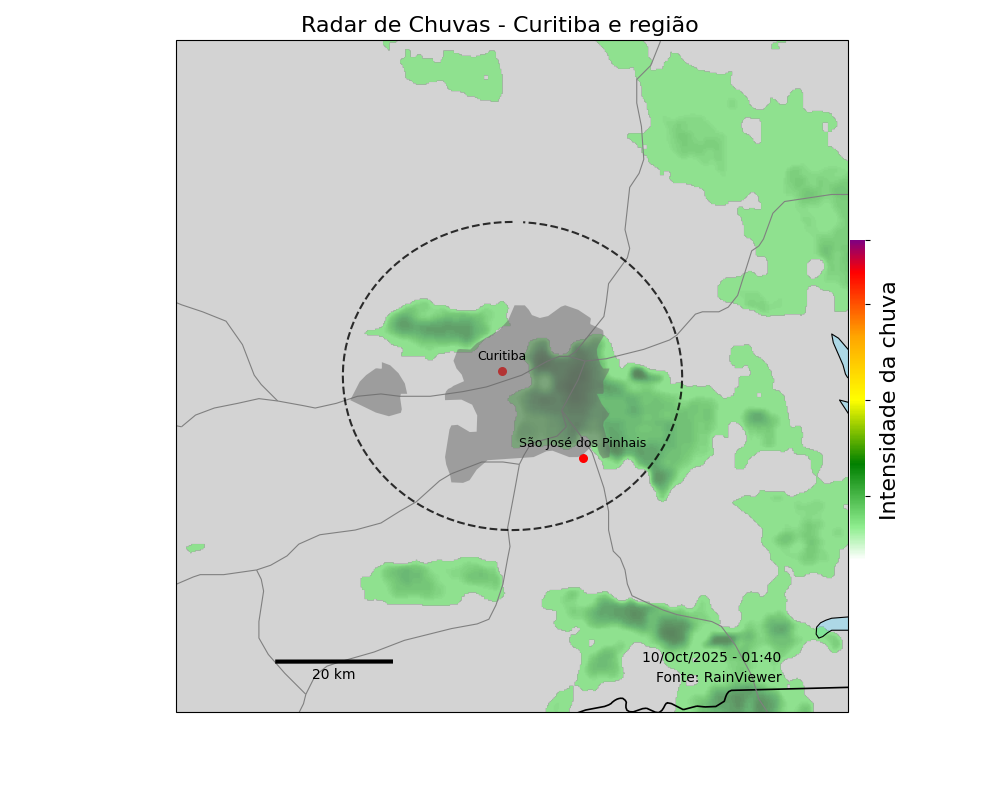 Radar de Chuvas - Curitiba e região
Curitiba
São José dos Pinhais
Intensidade da chuva
10/Oct/2025 - 01:40
Fonte: RainViewer
20 km